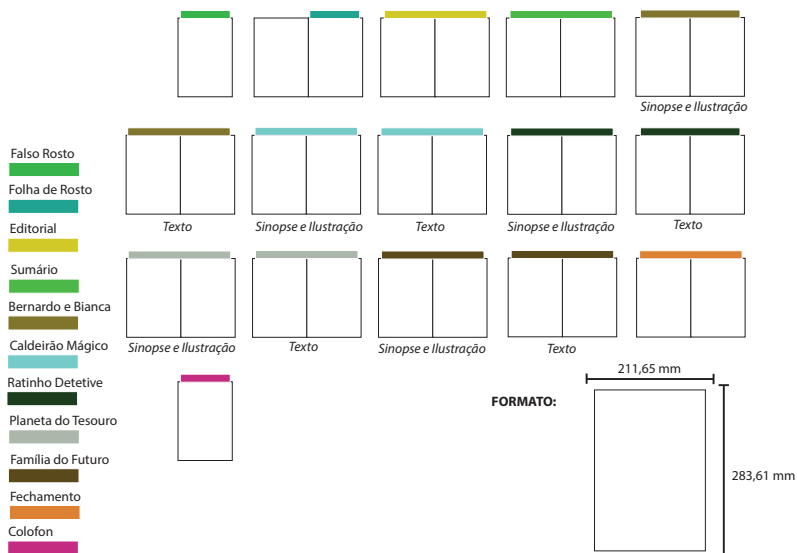 Sinopse e Ilustração
Texto
Sinopse e Ilustração
Texto
Sinopse e Ilustração
Texto
Sinopse e Ilustração
Texto
Sinopse e Ilustração
Texto
Falso Rosto
Folha de Rosto
Editorial
Sumário
Bernardo e Bianca
Caldeirão Mágico
Ratinho Detetive
Planeta do Tesouro
Família do Futuro
Fechamento
Colofon
FORMATO:
211,65 mm
283,61 mm